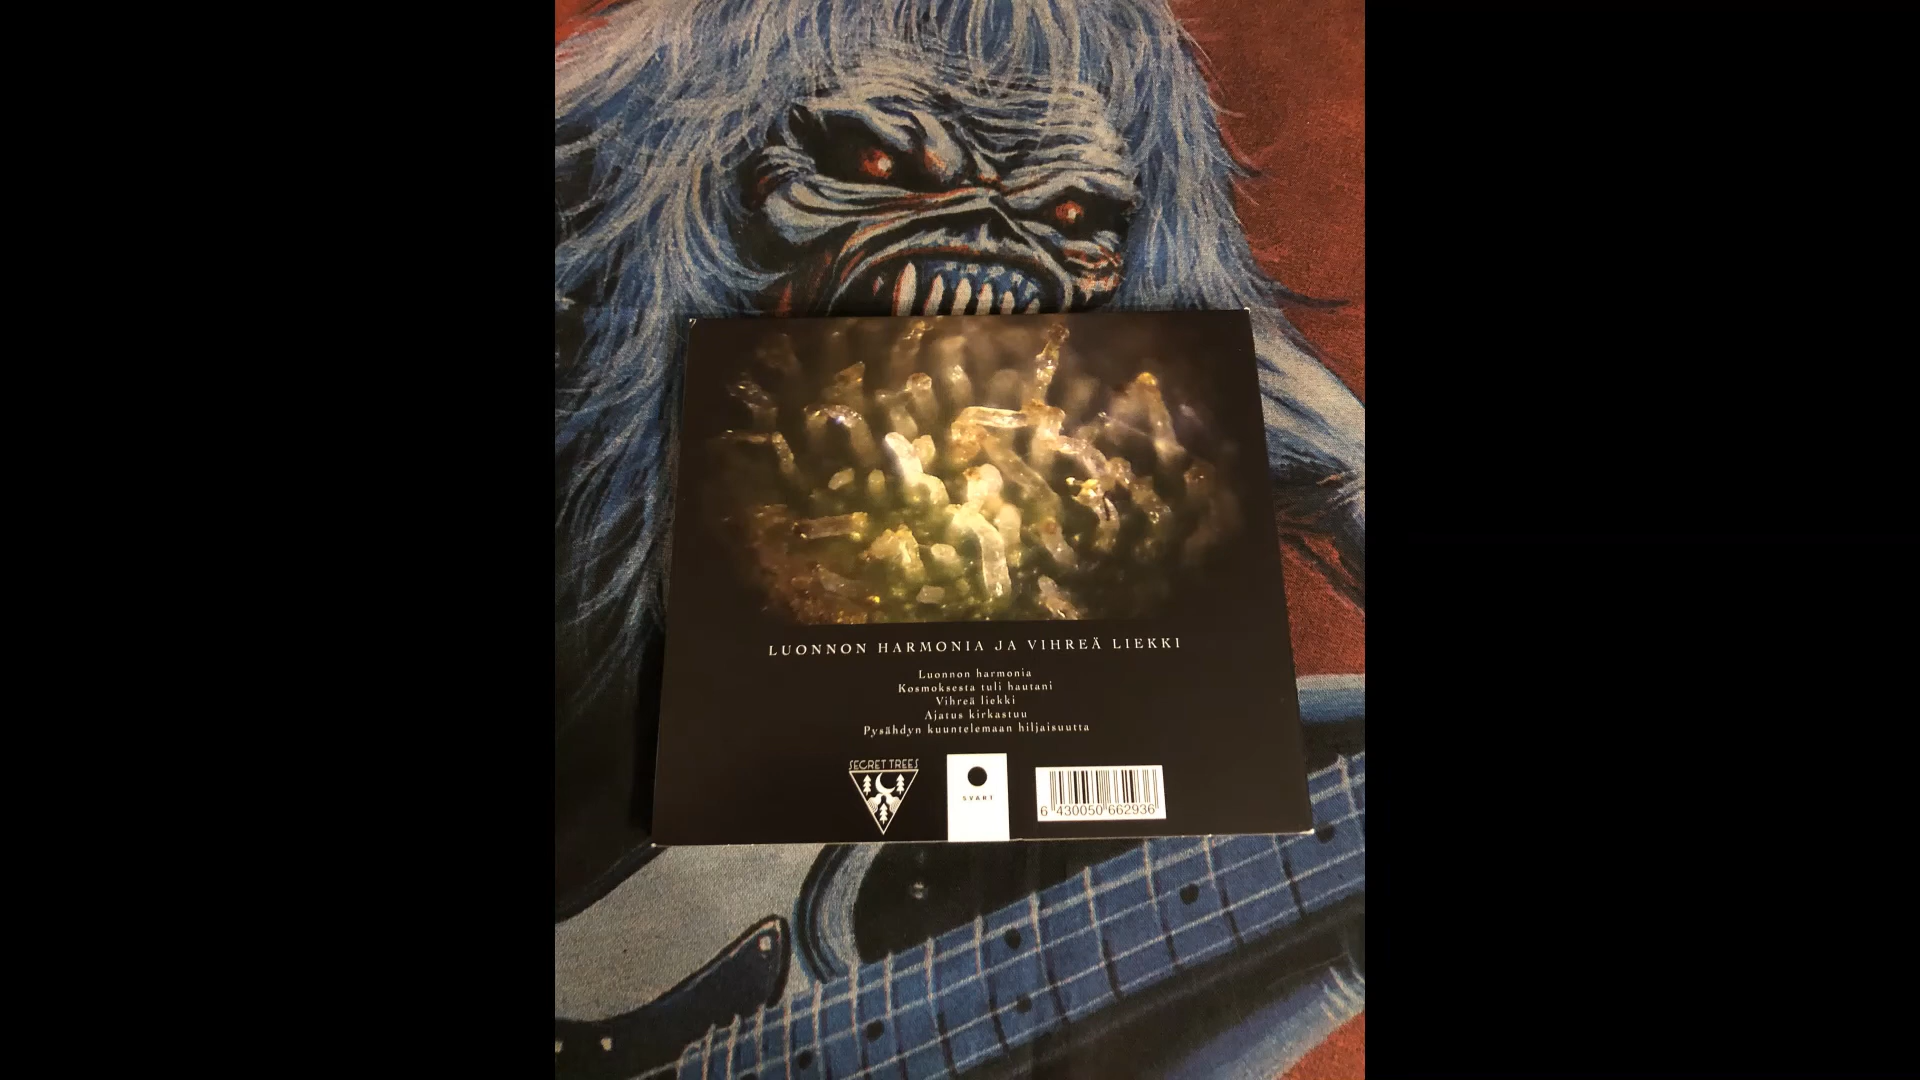 LUONNON HARMONIA JA VIHREÄ LIEKKI
Luonnon harmonia
Kosmoksesta tuli hautani
Vihreä liekki
Ajatus kirkastuu
Pysähdyn kuuntelemaan hiljaisuutta
SECRET TREES
SVART
6 430050 662936